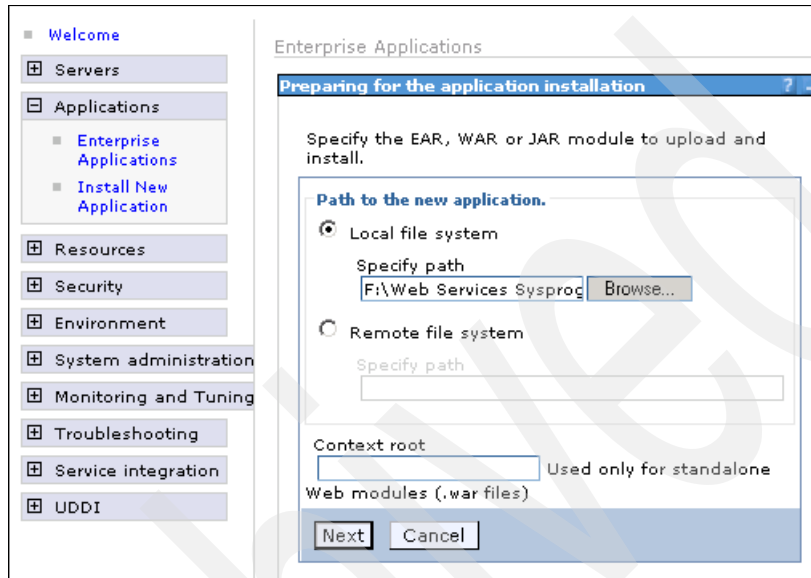 Welcome
Servers
Applications
Enterprise
Applications
Install New
Application
Resources
Security
Environment
System administration
Monitoring and Tuning
Troubleshooting
Service integration
UDDI
Enterprise Applications
Preparing for the application installation ? -
Specify the EAR, WAR or JAR module to upload and
install.
Path to the new application.
Local file system
Specify path
F:\Web Services Sysprog Browse...
Remote file system
Specify path
Context root
Used only for standalone
Web modules (.war files)
Next Cancel